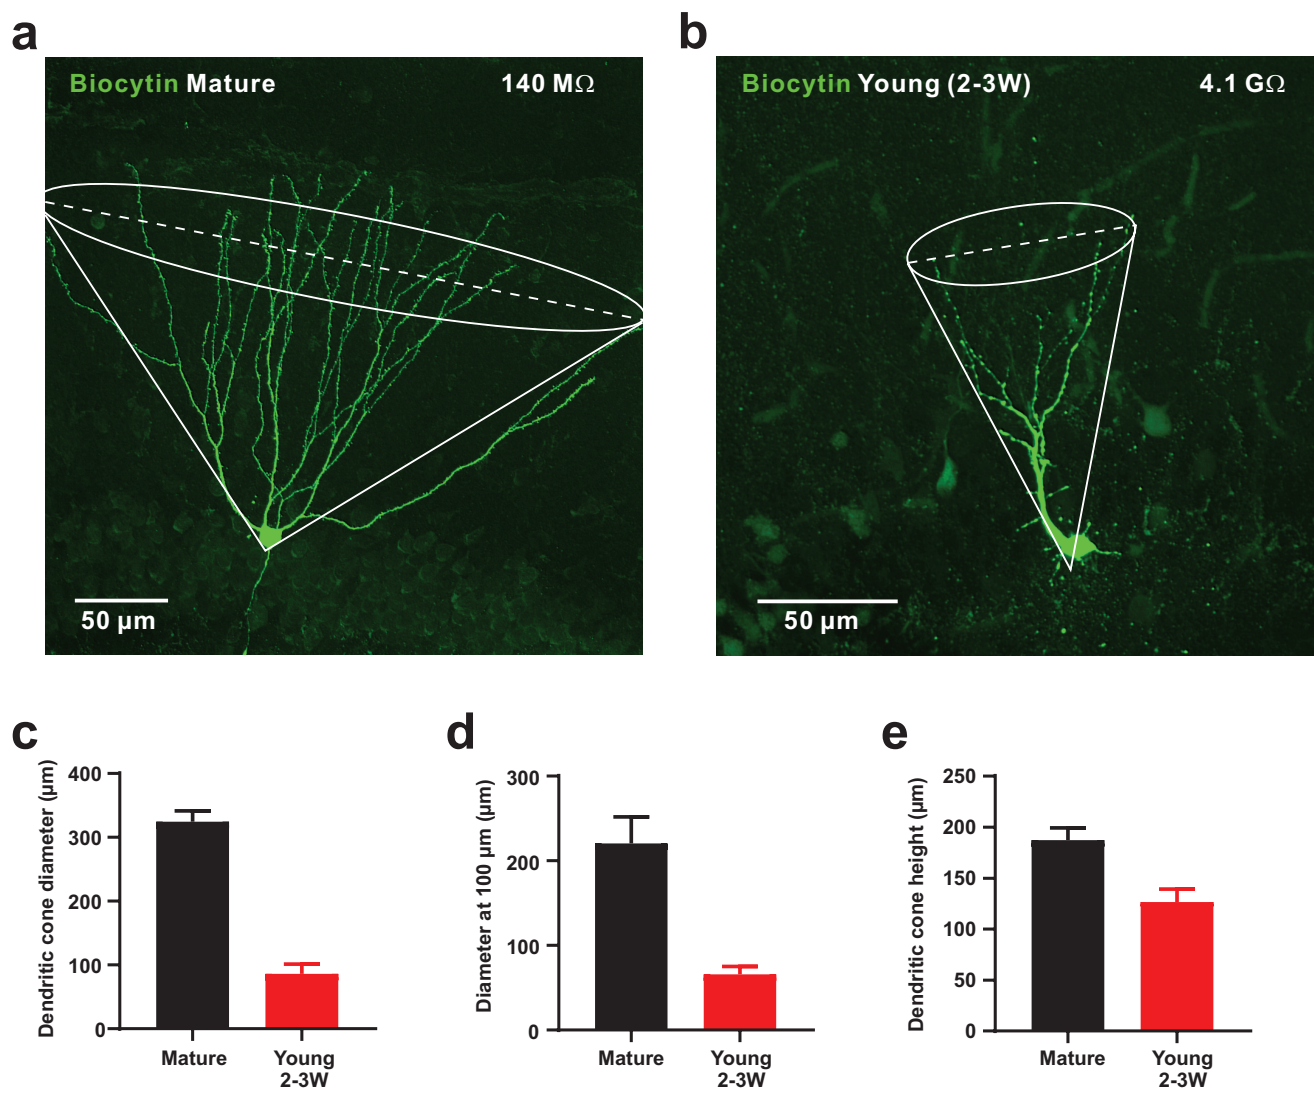 a
Biocytin Mature 140 MΩ
50 µm
b
Biocytin Young (2-3W) 4.1 GΩ
50 µm
c
Dendritic cone diameter (µm)
400
300
200
100
0
Mature
Young
2-3W
d
Diameter at 100 µm (µm)
300
200
100
0
Mature
Young
2-3W
e
Dendritic cone height (µm)
250
200
150
100
50
0
Mature
Young
2-3W